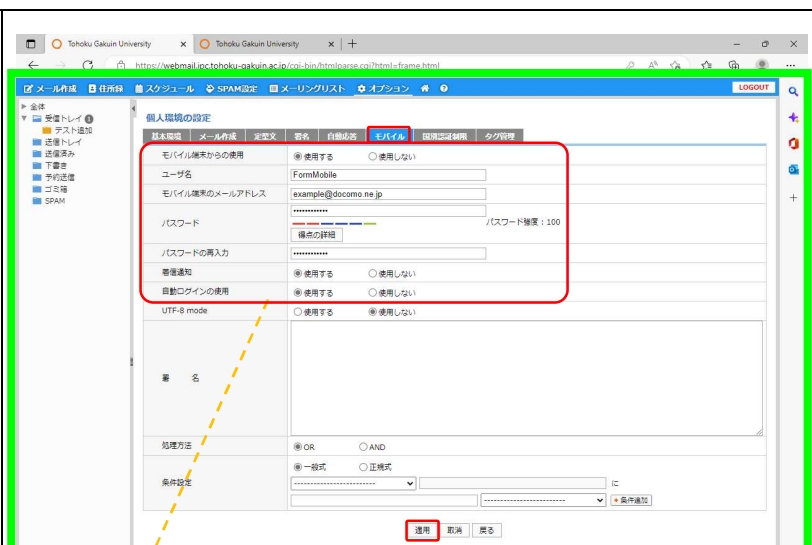 Tohoku Gakuin University × Tohoku Gakuin University × +
https://webmail.ipc.tohoku-gakuin.ac.jp/cgi-bin/htmlparse.cgi?html=frame.html
メール作成 住所録 スケジュール SPAM設定 メーリングリスト オプション LOGOUT
全体
受信トレイ 1
テスト追加
送信トレイ
送信済み
下書き
予約送信
ゴミ箱
SPAM
個人環境の設定
基本環境 メール作成 定型文 署名 自動応答 モバイル 国別認証制限 タグ管理
モバイル端末からの使用 使用する 使用しない
ユーザ名 FormMobile
モバイル端末のメールアドレス example@docomo.ne.jp
パスワード ••••••••••••
パスワード強度：100
得点の詳細
パスワードの再入力 ••••••••••••
着信通知 使用する 使用しない
自動ログインの使用 使用する 使用しない
UTF-8 mode 使用する 使用しない
署 名
処理方法 OR AND
条件設定 一般式 正規式
------------------------- に
------------------------- +条件追加
適用 取消 戻る